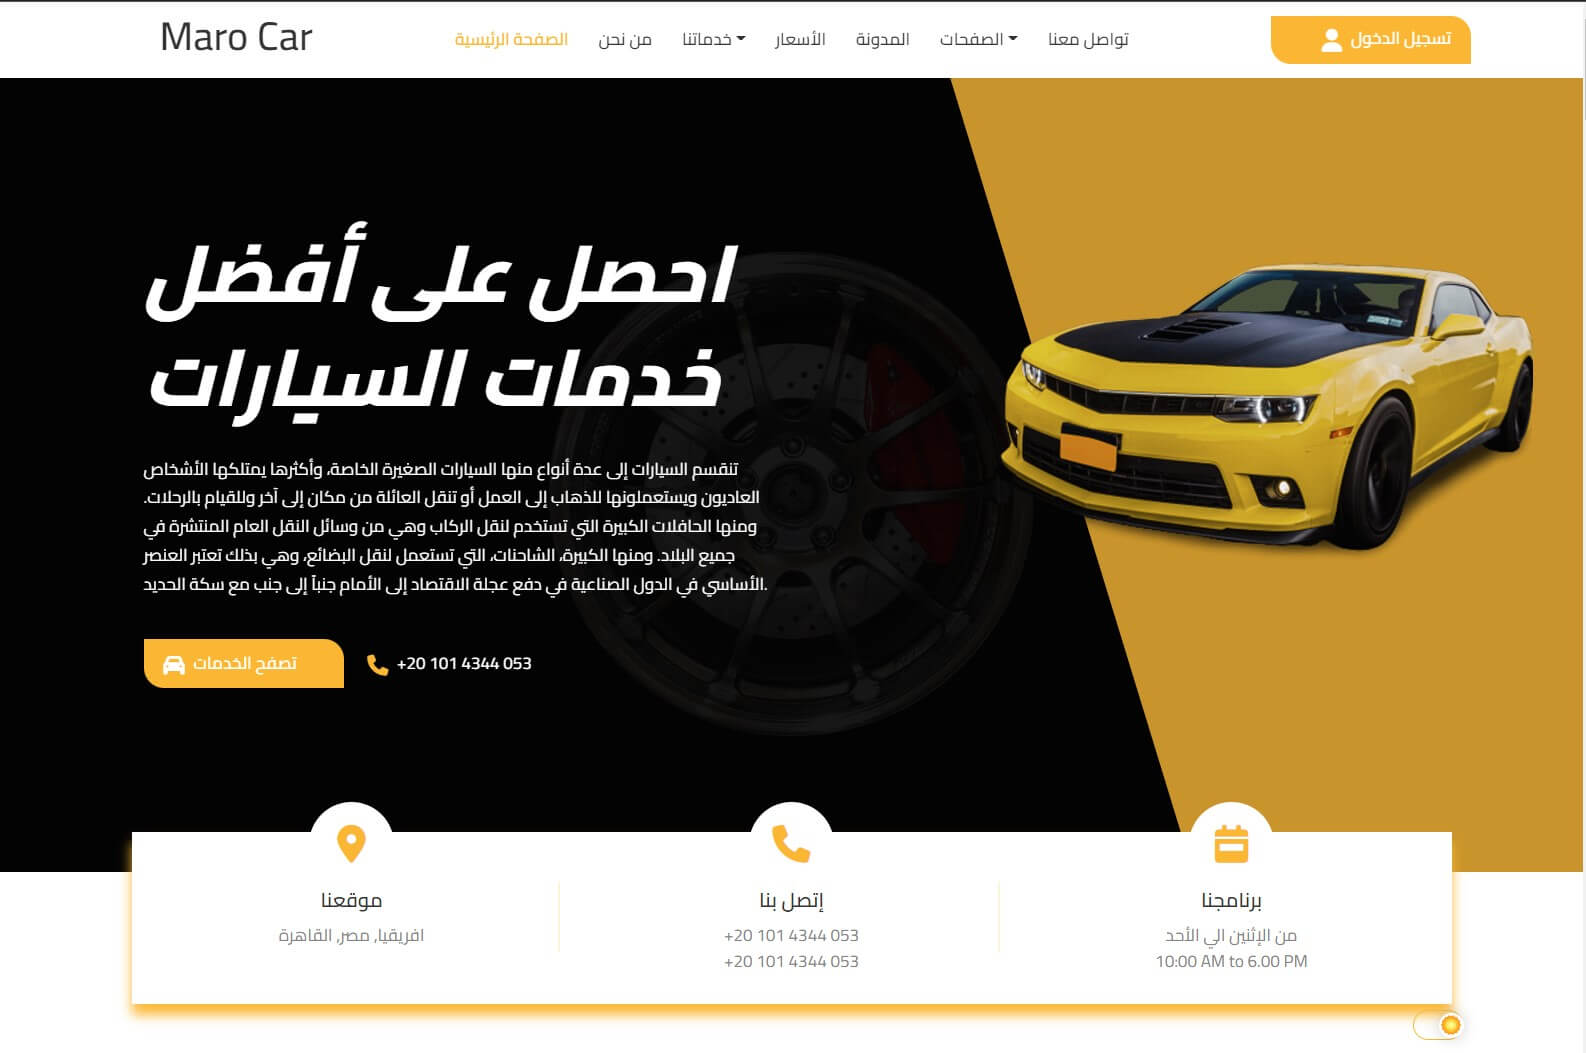 Maro Car
الصفحة الرئيسية
من نحن
خدماتنا
الأسعار
المدونة
الصفحات
تواصل معنا
تسجيل الدخول
احصل على أفضل
خدمات السيارات
تنقسم السيارات إلى عدة أنواع منها السيارات الصغيرة الخاصة، وأكثرها يمتلكها الأشخاص
العاديون ويستعملونها للذهاب إلى العمل أو تنقل العائلة من مكان إلى آخر وللقيام بالرحلات.
ومنها الحافلات الكبيرة التي تستخدم لنقل الركاب وهي من وسائل النقل العام المنتشرة في
جميع البلاد. ومنها الكبيرة، الشاحنات، التي تستعمل لنقل البضائع، وهي بذلك تعتبر العنصر
الأساسي في الدول الصناعية في دفع عجلة الاقتصاد إلى الأمام جنباً إلى جنب مع سكة الحديد.
تصفح الخدمات
+20 101 4344 053
موقعنا
افريقيا, مصر, القاهرة
إتصل بنا
+20 101 4344 053
+20 101 4344 053
برنامجنا
من الإثنين الي الأحد
10:00 AM to 6.00 PM